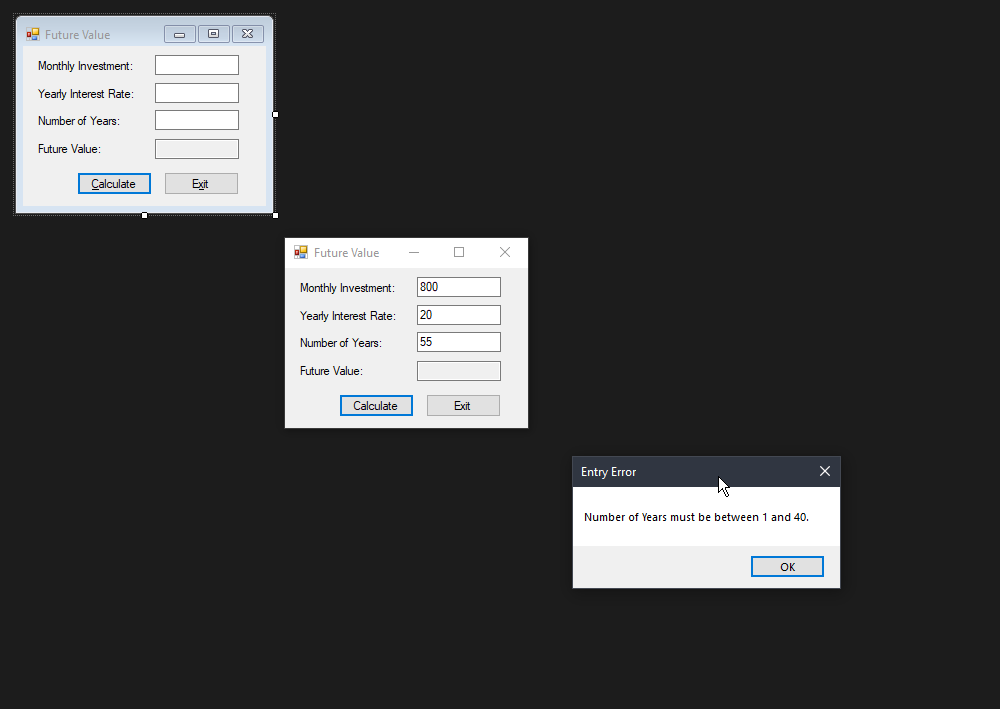 Future Value
Monthly Investment:
Yearly Interest Rate:
Number of Years:
Future Value:
Calculate Exit
Future Value
Monthly Investment: 800
Yearly Interest Rate: 20
Number of Years: 55
Future Value:
Calculate Exit
Entry Error
Number of Years must be between 1 and 40.
OK